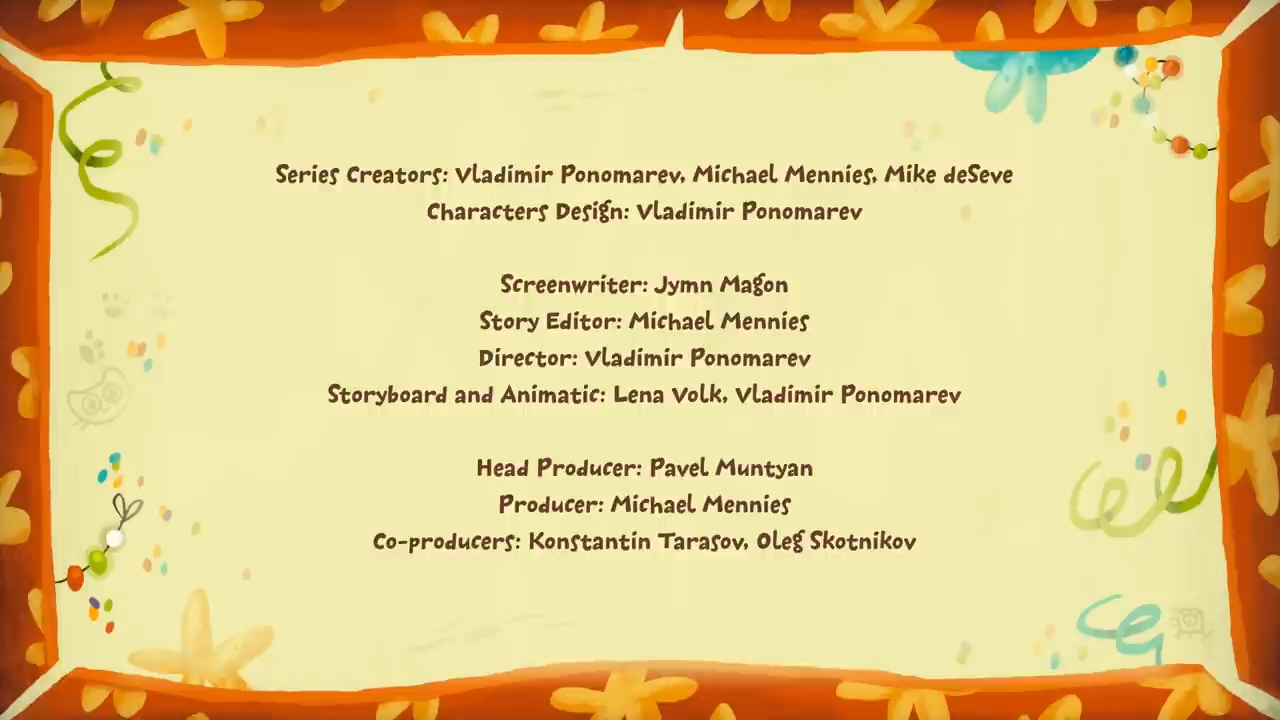 Series Creators: Vladimir Ponomarev, Michael Mennies, Mike deSeve
Characters Design: Vladimir Ponomarev
Screenwriter: Jymn Magon
Story Editor: Michael Mennies
Director: Vladimir Ponomarev
Storyboard and Animatic: Lena Volk, Vladimir Ponomarev
Head Producer: Pavel Muntyan
Producer: Michael Mennies
Co-producers: Konstantin Tarasov, Oleg Skotnikov